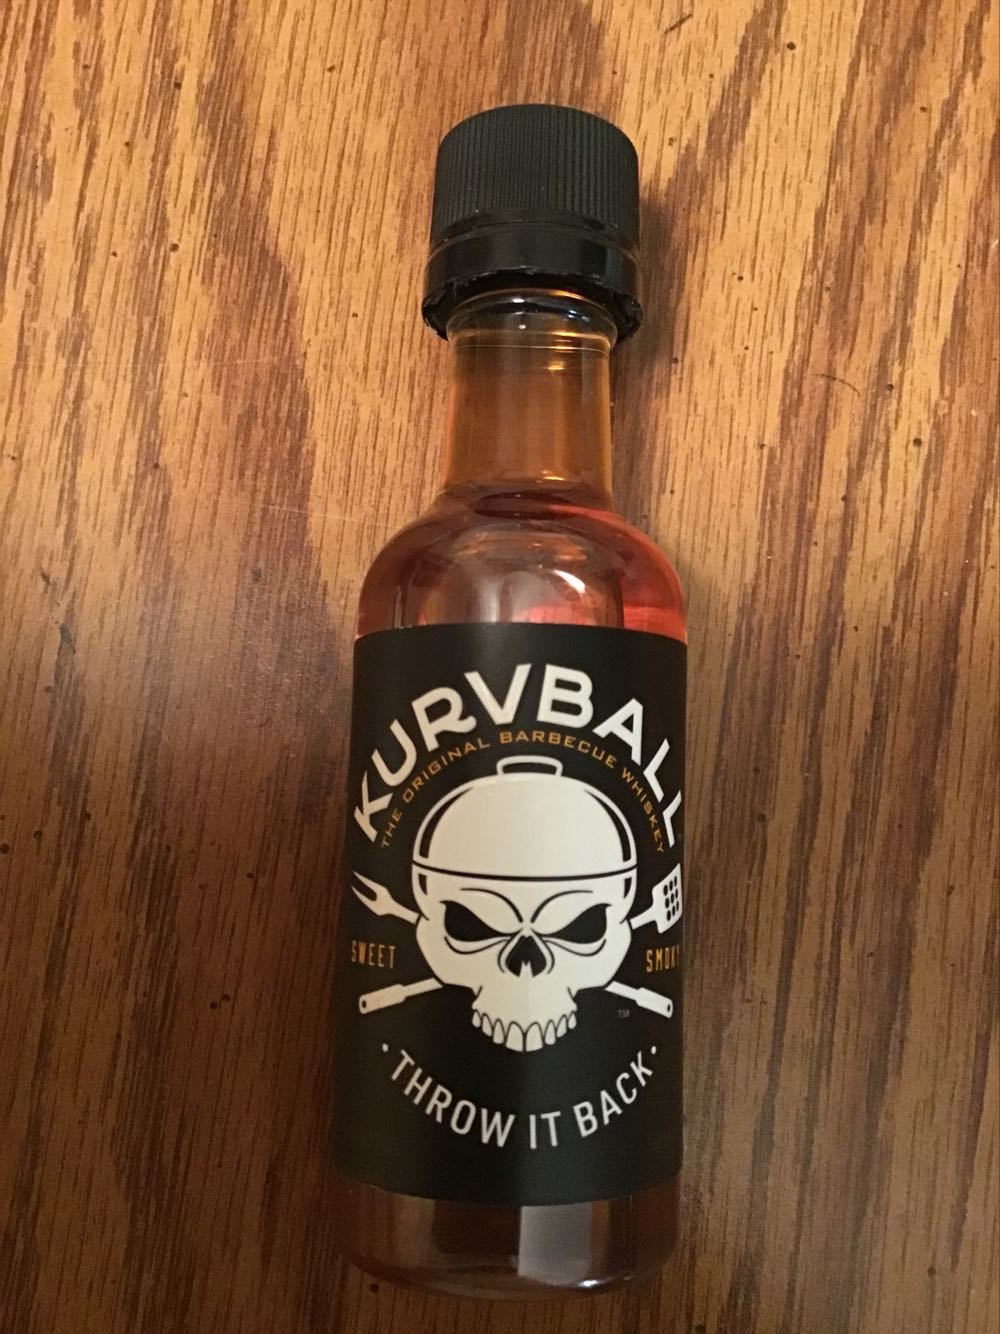 KURVBALL
THE ORIGINAL BARBECUE WHISKEY
SWEET
SMOKY
TM
• THROW IT BACK •